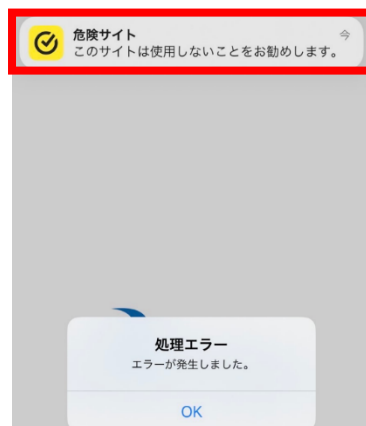 危険サイト
今
このサイトは使用しないことをお勧めします。
処理エラー
エラーが発生しました。
OK